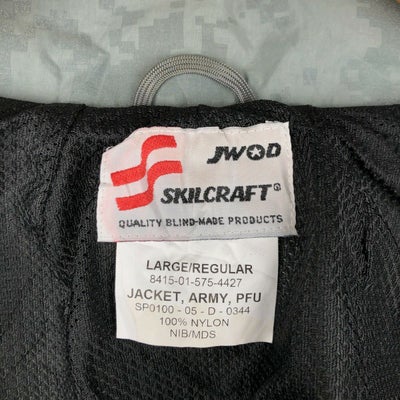 JWOD
SKILCRAFT®
QUALITY BLIND-MADE PRODUCTS
LARGE/REGULAR
8415-01-575-4427
JACKET, ARMY, PFU
SP0100 - 05 - D - 0344
100% NYLON
NIB/MDS